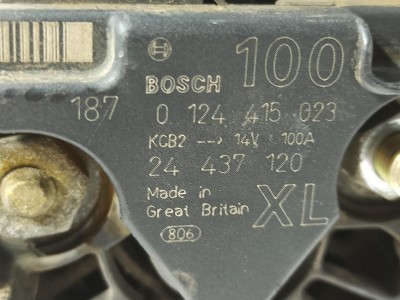 100
BOSCH
187 0 124 415 023
KCB2 --> 14V 100A
24 437 120
Made in
Great Britain
XL
806